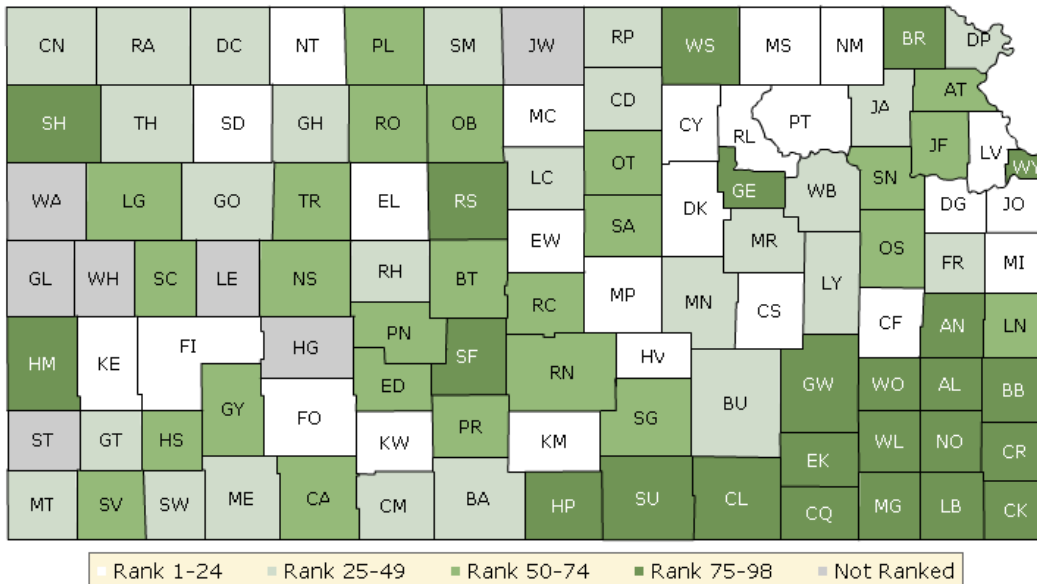 CN RA DC NT PL SM JW RP WS MS NM BR DP
SH TH SD GH RO OB MC CD CY RL PT JA AT
JF LV WY
WA LG GO TR EL RS LC OT DK GE WB SN DG JO
EW SA MR OS
GL WH SC LE NS RH BT RC MP MN CS LY FR MI
HM KE FI HG PN SF RN HV CF AN LN
GY ED SG BU GW WO AL BB
ST GT HS FO KW PR KM EK WL NO CR
MT SV SW ME CA CM BA HP SU CL CQ MG LB CK
Rank 1-24 Rank 25-49 Rank 50-74 Rank 75-98 Not Ranked